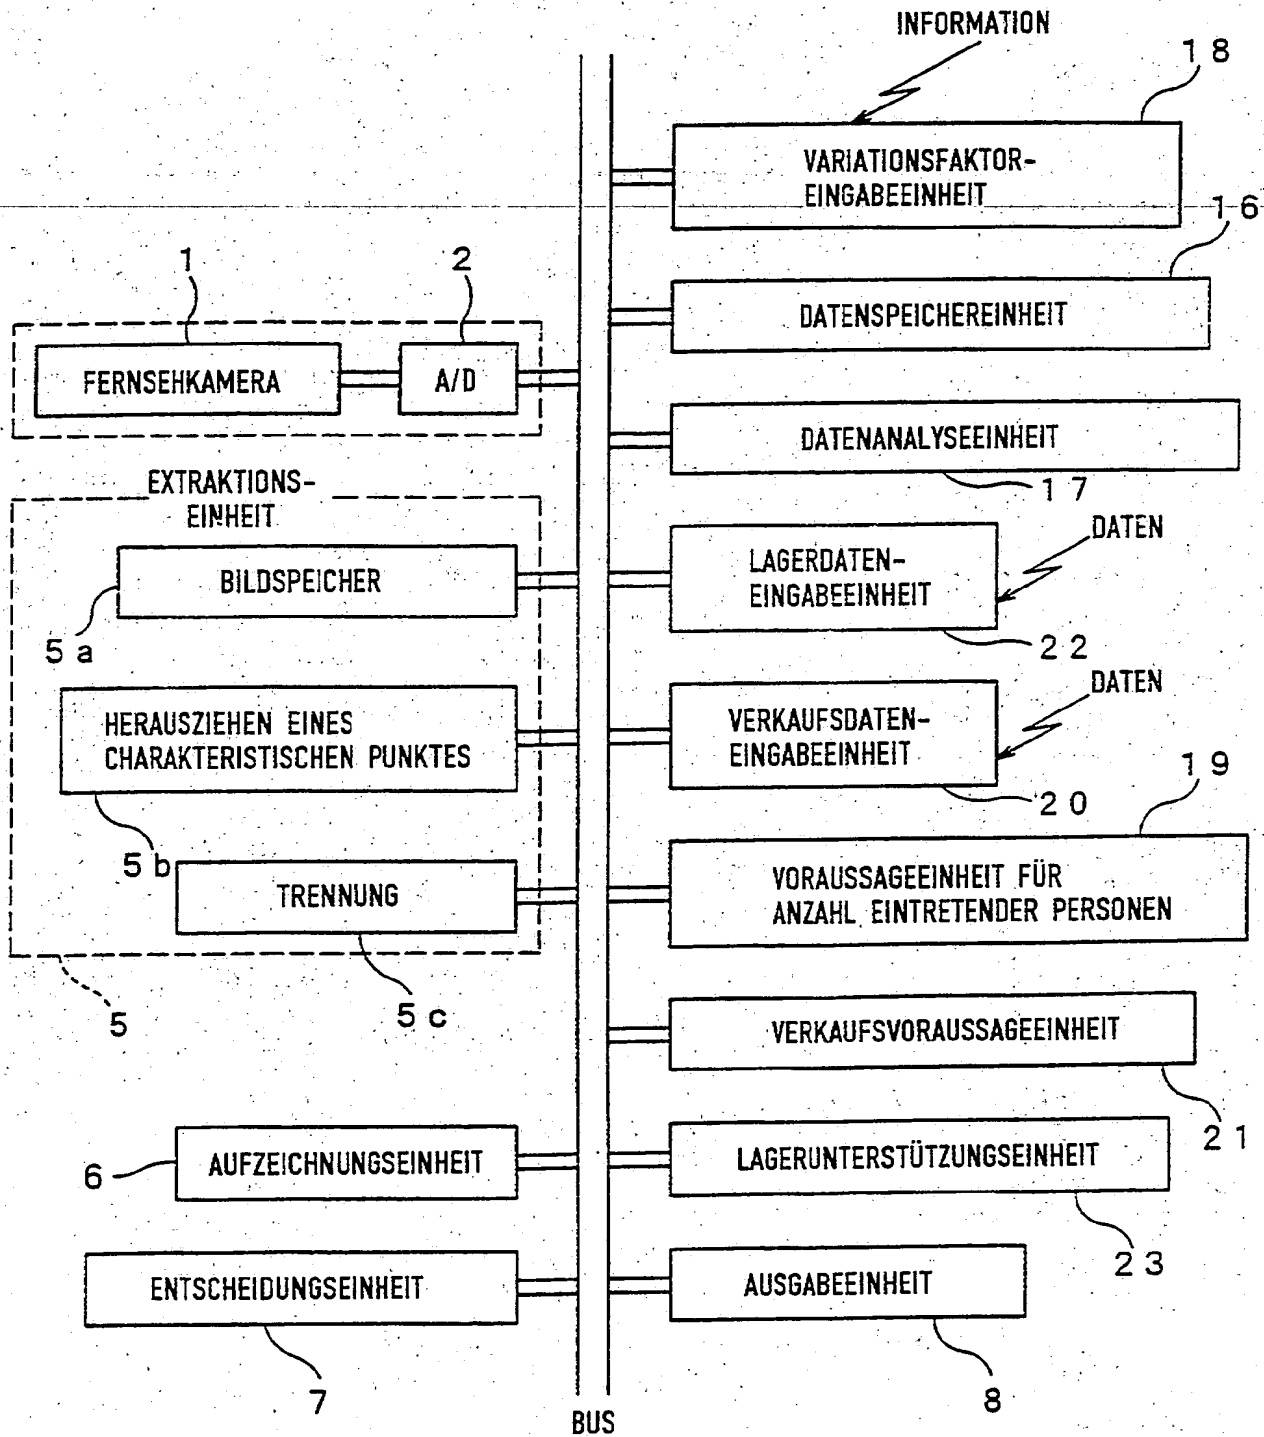 INFORMATION
18
VARIATIONSFAKTOR-
EINGABEEINHEIT
16
1
2
DATENSPEICHEREINHEIT
FERNSEHKAMERA
A/D
DATENANALYSEEINHEIT
17
EXTRAKTIONS-
EINHEIT
DATEN
BILDSPEICHER
LAGERDATEN-
EINGABEEINHEIT
5a
22
DATEN
HERAUSZIEHEN EINES
CHARAKTERISTISCHEN PUNKTES
VERKAUFSDATEN-
EINGABEEINHEIT
19
20
5b
TRENNUNG
VORAUSSAGEEINHEIT FÜR
ANZAHL EINTRETENDER PERSONEN
5
5c
VERKAUFSVORAUSSAGEEINHEIT
21
6
AUFZEICHNUNGSEINHEIT
LAGERUNTERSTÜTZUNGSEINHEIT
23
ENTSCHEIDUNGSEINHEIT
AUSGABEEINHEIT
7
8
BUS